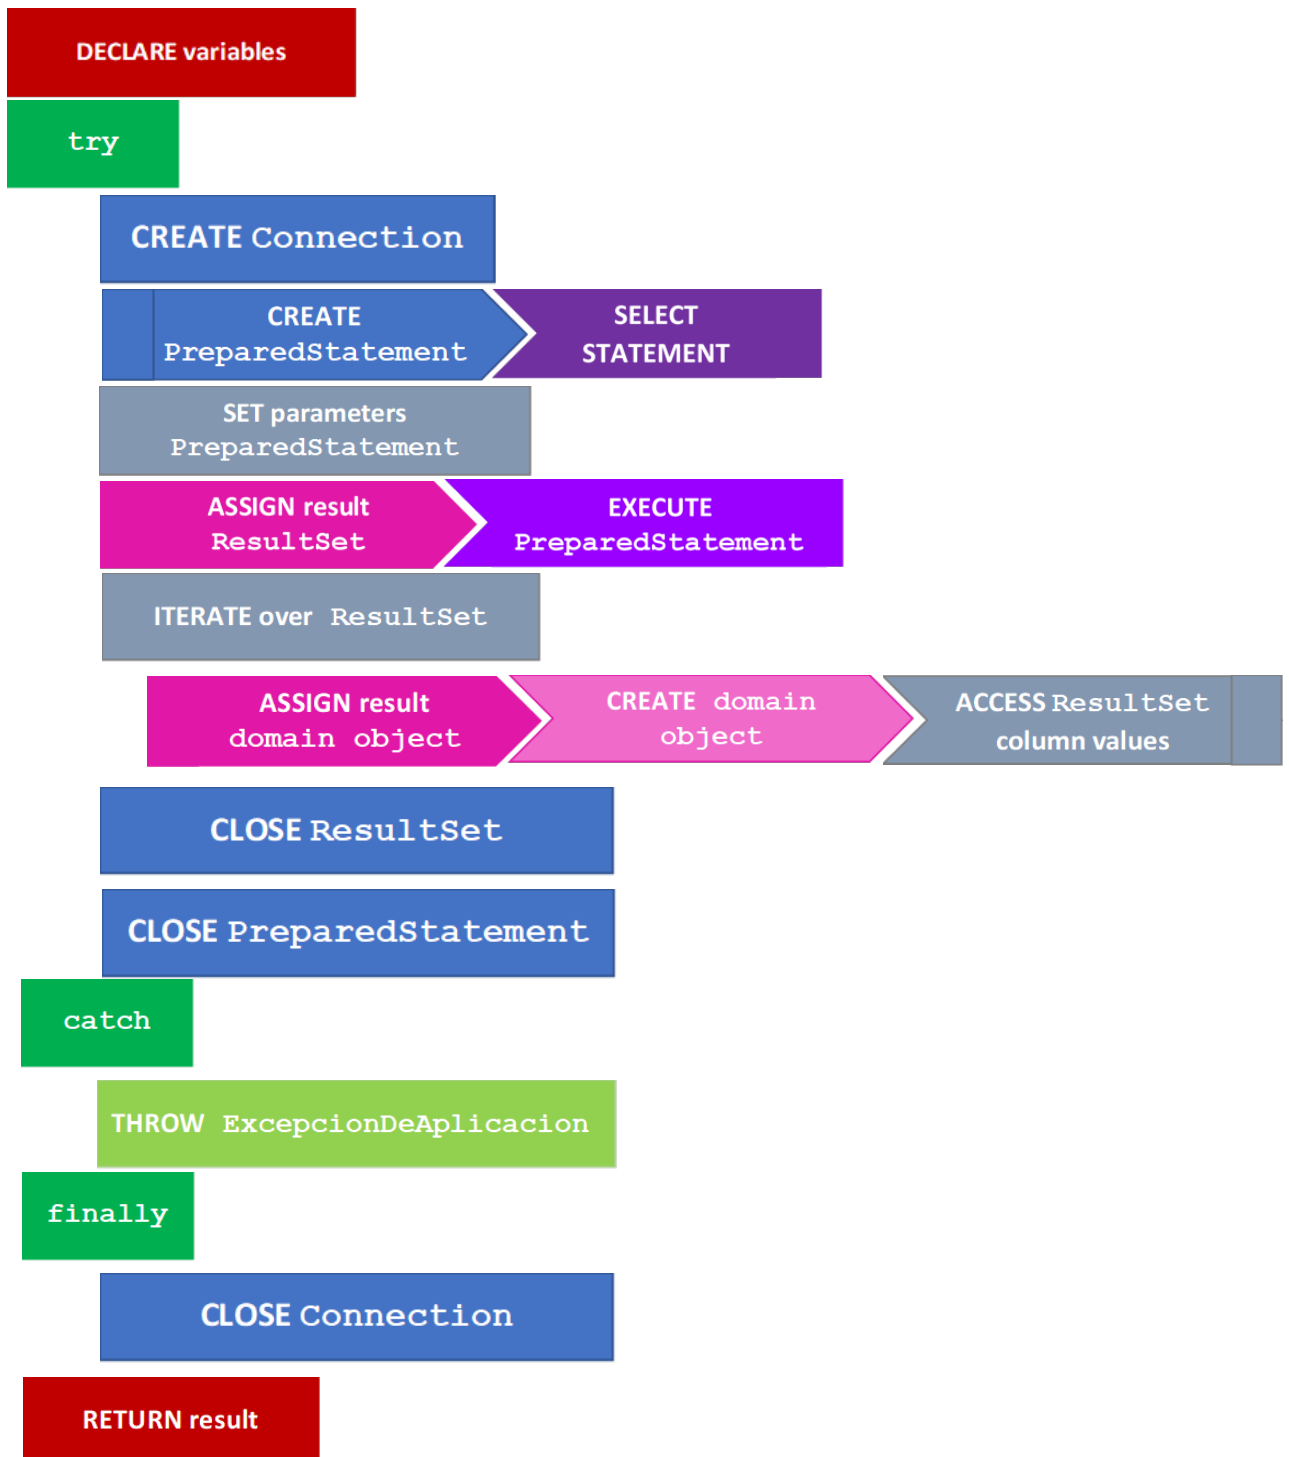 DECLARE variables
try
CREATE Connection
CREATE
PreparedStatement
SELECT
STATEMENT
SET parameters
PreparedStatement
ASSIGN result
ResultSet
EXECUTE
PreparedStatement
ITERATE over ResultSet
ASSIGN result
domain object
CREATE domain
object
ACCESS ResultSet
column values
CLOSE ResultSet
CLOSE PreparedStatement
catch
THROW ExcepcionDeAplicacion
finally
CLOSE Connection
RETURN result